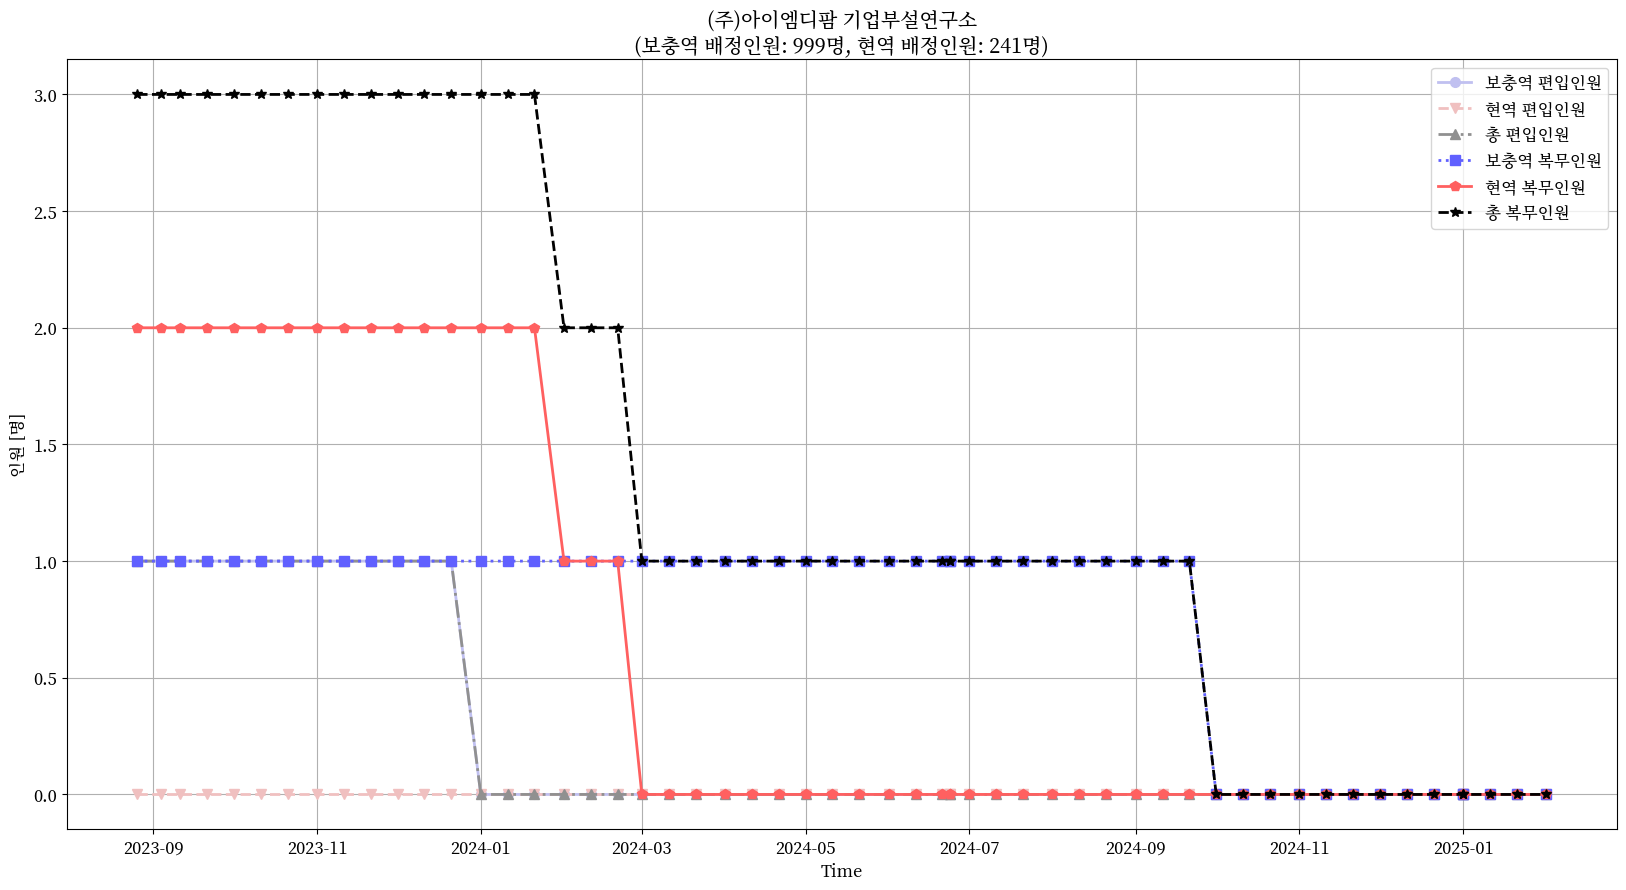 (주)아이엠디팜 기업부설연구소
(보충역 배정인원: 999명, 현역 배정인원: 241명)
보충역 편입인원
현역 편입인원
총 편입인원
보충역 복무인원
현역 복무인원
총 복무인원
인원 [명]
3.0
2.5
2.0
1.5
1.0
0.5
0.0
2023-09 2023-11 2024-01 2024-03 2024-05 2024-07 2024-09 2024-11 2025-01
Time